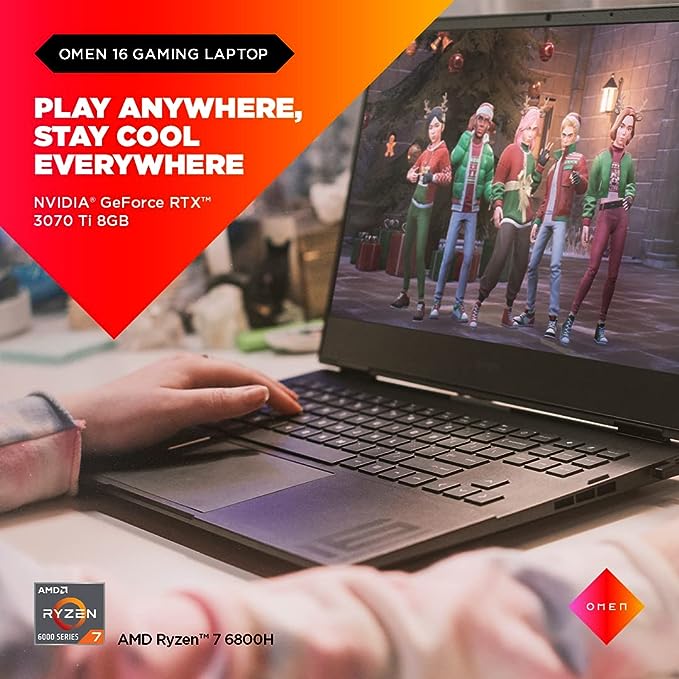 OMEN 16 GAMING LAPTOP
PLAY ANYWHERE,
STAY COOL
EVERYWHERE
NVIDIA® GeForce RTX™
3070 Ti 8GB
AMD
RYZEN
6000 SERIES 7
AMD Ryzen™ 7 6800H
OMEN